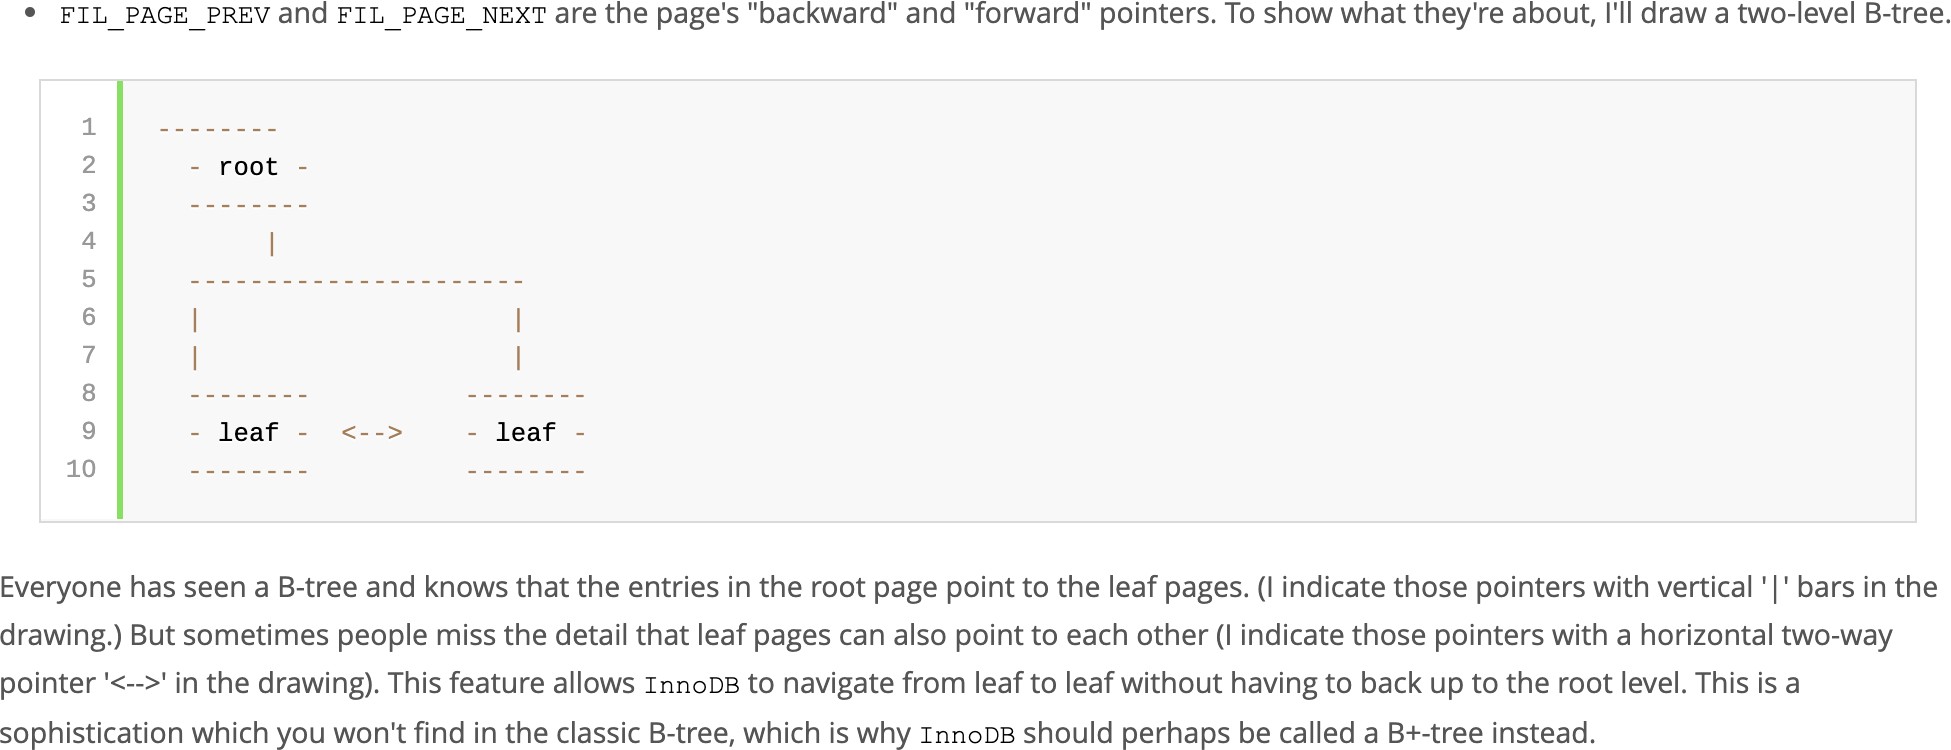 • FIL_PAGE_PREV and FIL_PAGE_NEXT are the page's "backward" and "forward" pointers. To show what they're about, I'll draw a two-level B-tree.
1   --------
2     - root -
3     --------
4          |
5     ----------------------
6     |                    |
7     |                    |
8     --------          --------
9     - leaf -  <-->    - leaf -
10    --------          --------
Everyone has seen a B-tree and knows that the entries in the root page point to the leaf pages. (I indicate those pointers with vertical '|' bars in the
drawing.) But sometimes people miss the detail that leaf pages can also point to each other (I indicate those pointers with a horizontal two-way
pointer '<-->' in the drawing). This feature allows InnoDB to navigate from leaf to leaf without having to back up to the root level. This is a
sophistication which you won't find in the classic B-tree, which is why InnoDB should perhaps be called a B+-tree instead.